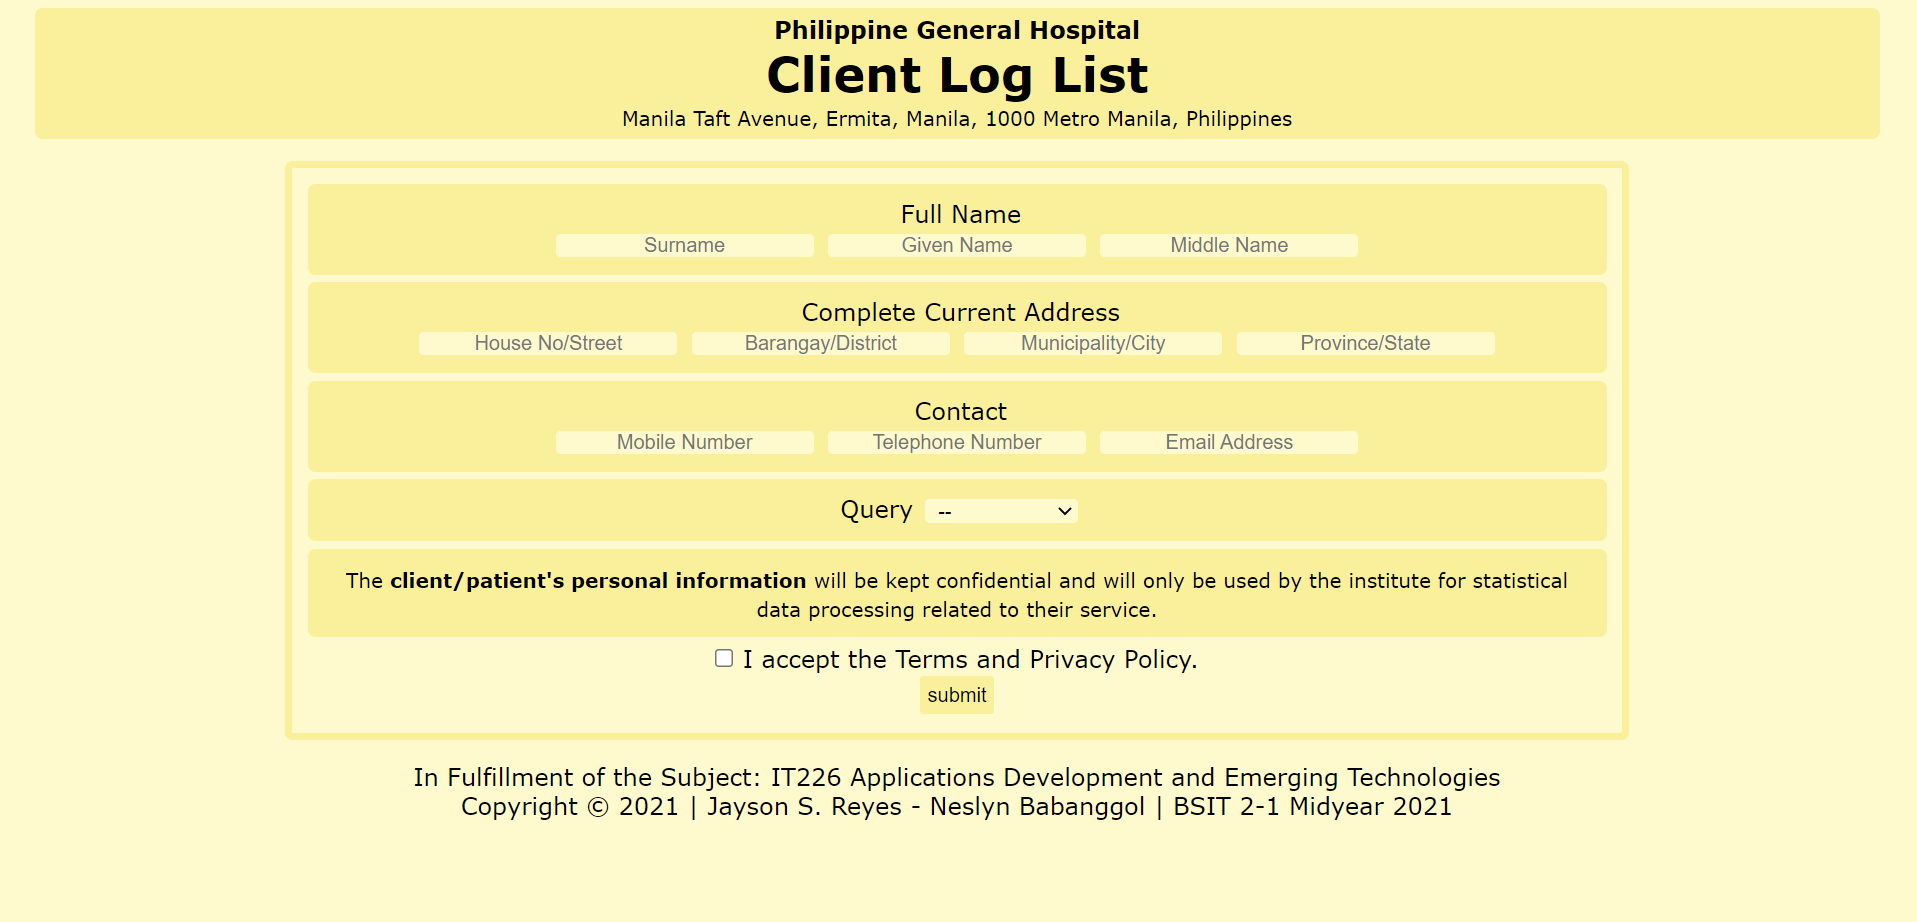 Philippine General Hospital
Client Log List
Manila Taft Avenue, Ermita, Manila, 1000 Metro Manila, Philippines
Full Name
Surname Given Name Middle Name
Complete Current Address
House No/Street Barangay/District Municipality/City Province/State
Contact
Mobile Number Telephone Number Email Address
Query --
The client/patient's personal information will be kept confidential and will only be used by the institute for statistical
data processing related to their service.
I accept the Terms and Privacy Policy.
submit
In Fulfillment of the Subject: IT226 Applications Development and Emerging Technologies
Copyright © 2021 | Jayson S. Reyes - Neslyn Babanggol | BSIT 2-1 Midyear 2021